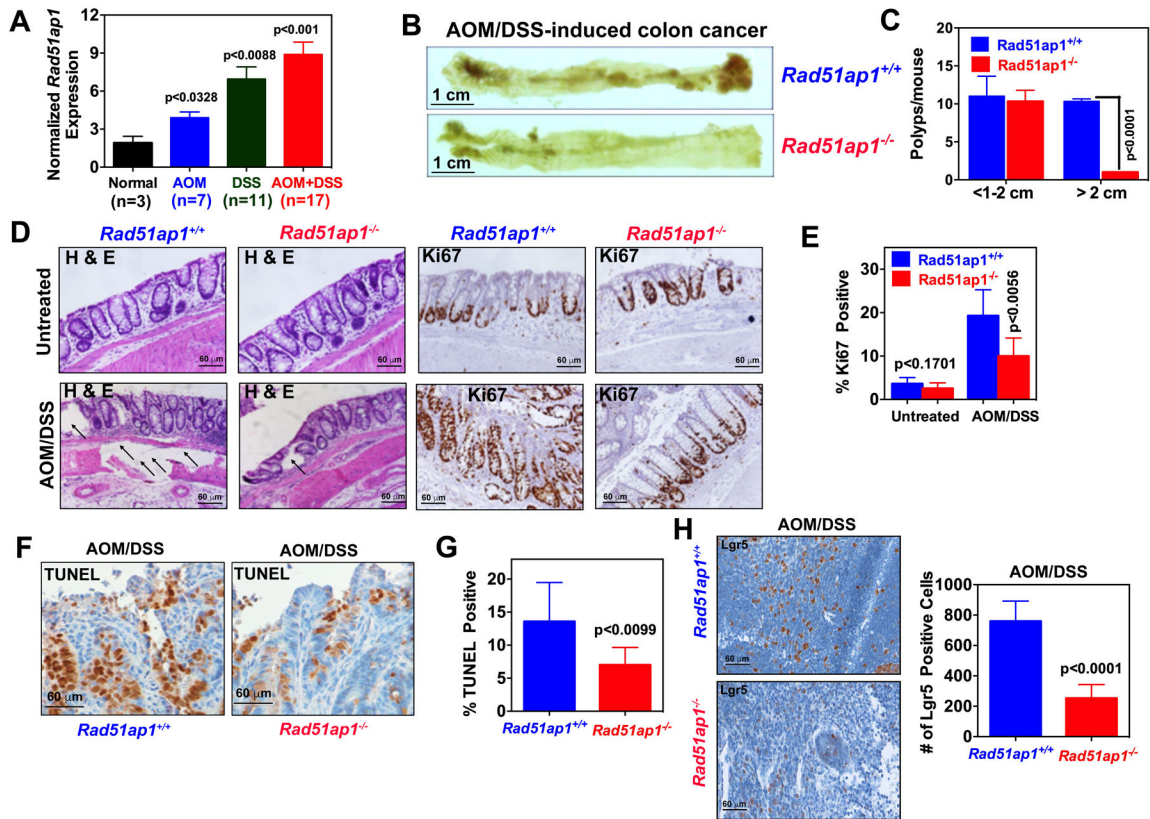 A
Normalized Rad51ap1
Expression
12
9
6
3
0
p<0.0328
p<0.0088
p<0.001
Normal
(n=3)
AOM
(n=7)
DSS
(n=11)
AOM+DSS
(n=17)
B
AOM/DSS-induced colon cancer
1 cm
Rad51ap1+/+
1 cm
Rad51ap1-/-
C
Polyps/mouse
20
15
10
5
0
Rad51ap1+/+
Rad51ap1-/-
p<0.0001
<1-2 cm
> 2 cm
D
Rad51ap1+/+
Rad51ap1-/-
Rad51ap1+/+
Rad51ap1-/-
Untreated
H & E
60 µm
H & E
60 µm
Ki67
60 µm
Ki67
60 µm
AOM/DSS
H & E
60 µm
H & E
60 µm
Ki67
60 µm
Ki67
60 µm
E
% Ki67 Positive
30
20
10
0
Rad51ap1+/+
Rad51ap1-/-
p<0.1701
p<0.0056
Untreated
AOM/DSS
F
AOM/DSS
AOM/DSS
TUNEL
60 µm
TUNEL
60 µm
Rad51ap1+/+
Rad51ap1-/-
G
% TUNEL Positive
20
15
10
5
0
p<0.0099
Rad51ap1+/+
Rad51ap1-/-
H
AOM/DSS
Rad51ap1+/+
Lgr5
60 µm
Rad51ap1-/-
Lgr5
60 µm
AOM/DSS
# of Lgr5 Positive Cells
1000
800
600
400
200
0
p<0.0001
Rad51ap1+/+
Rad51ap1-/-